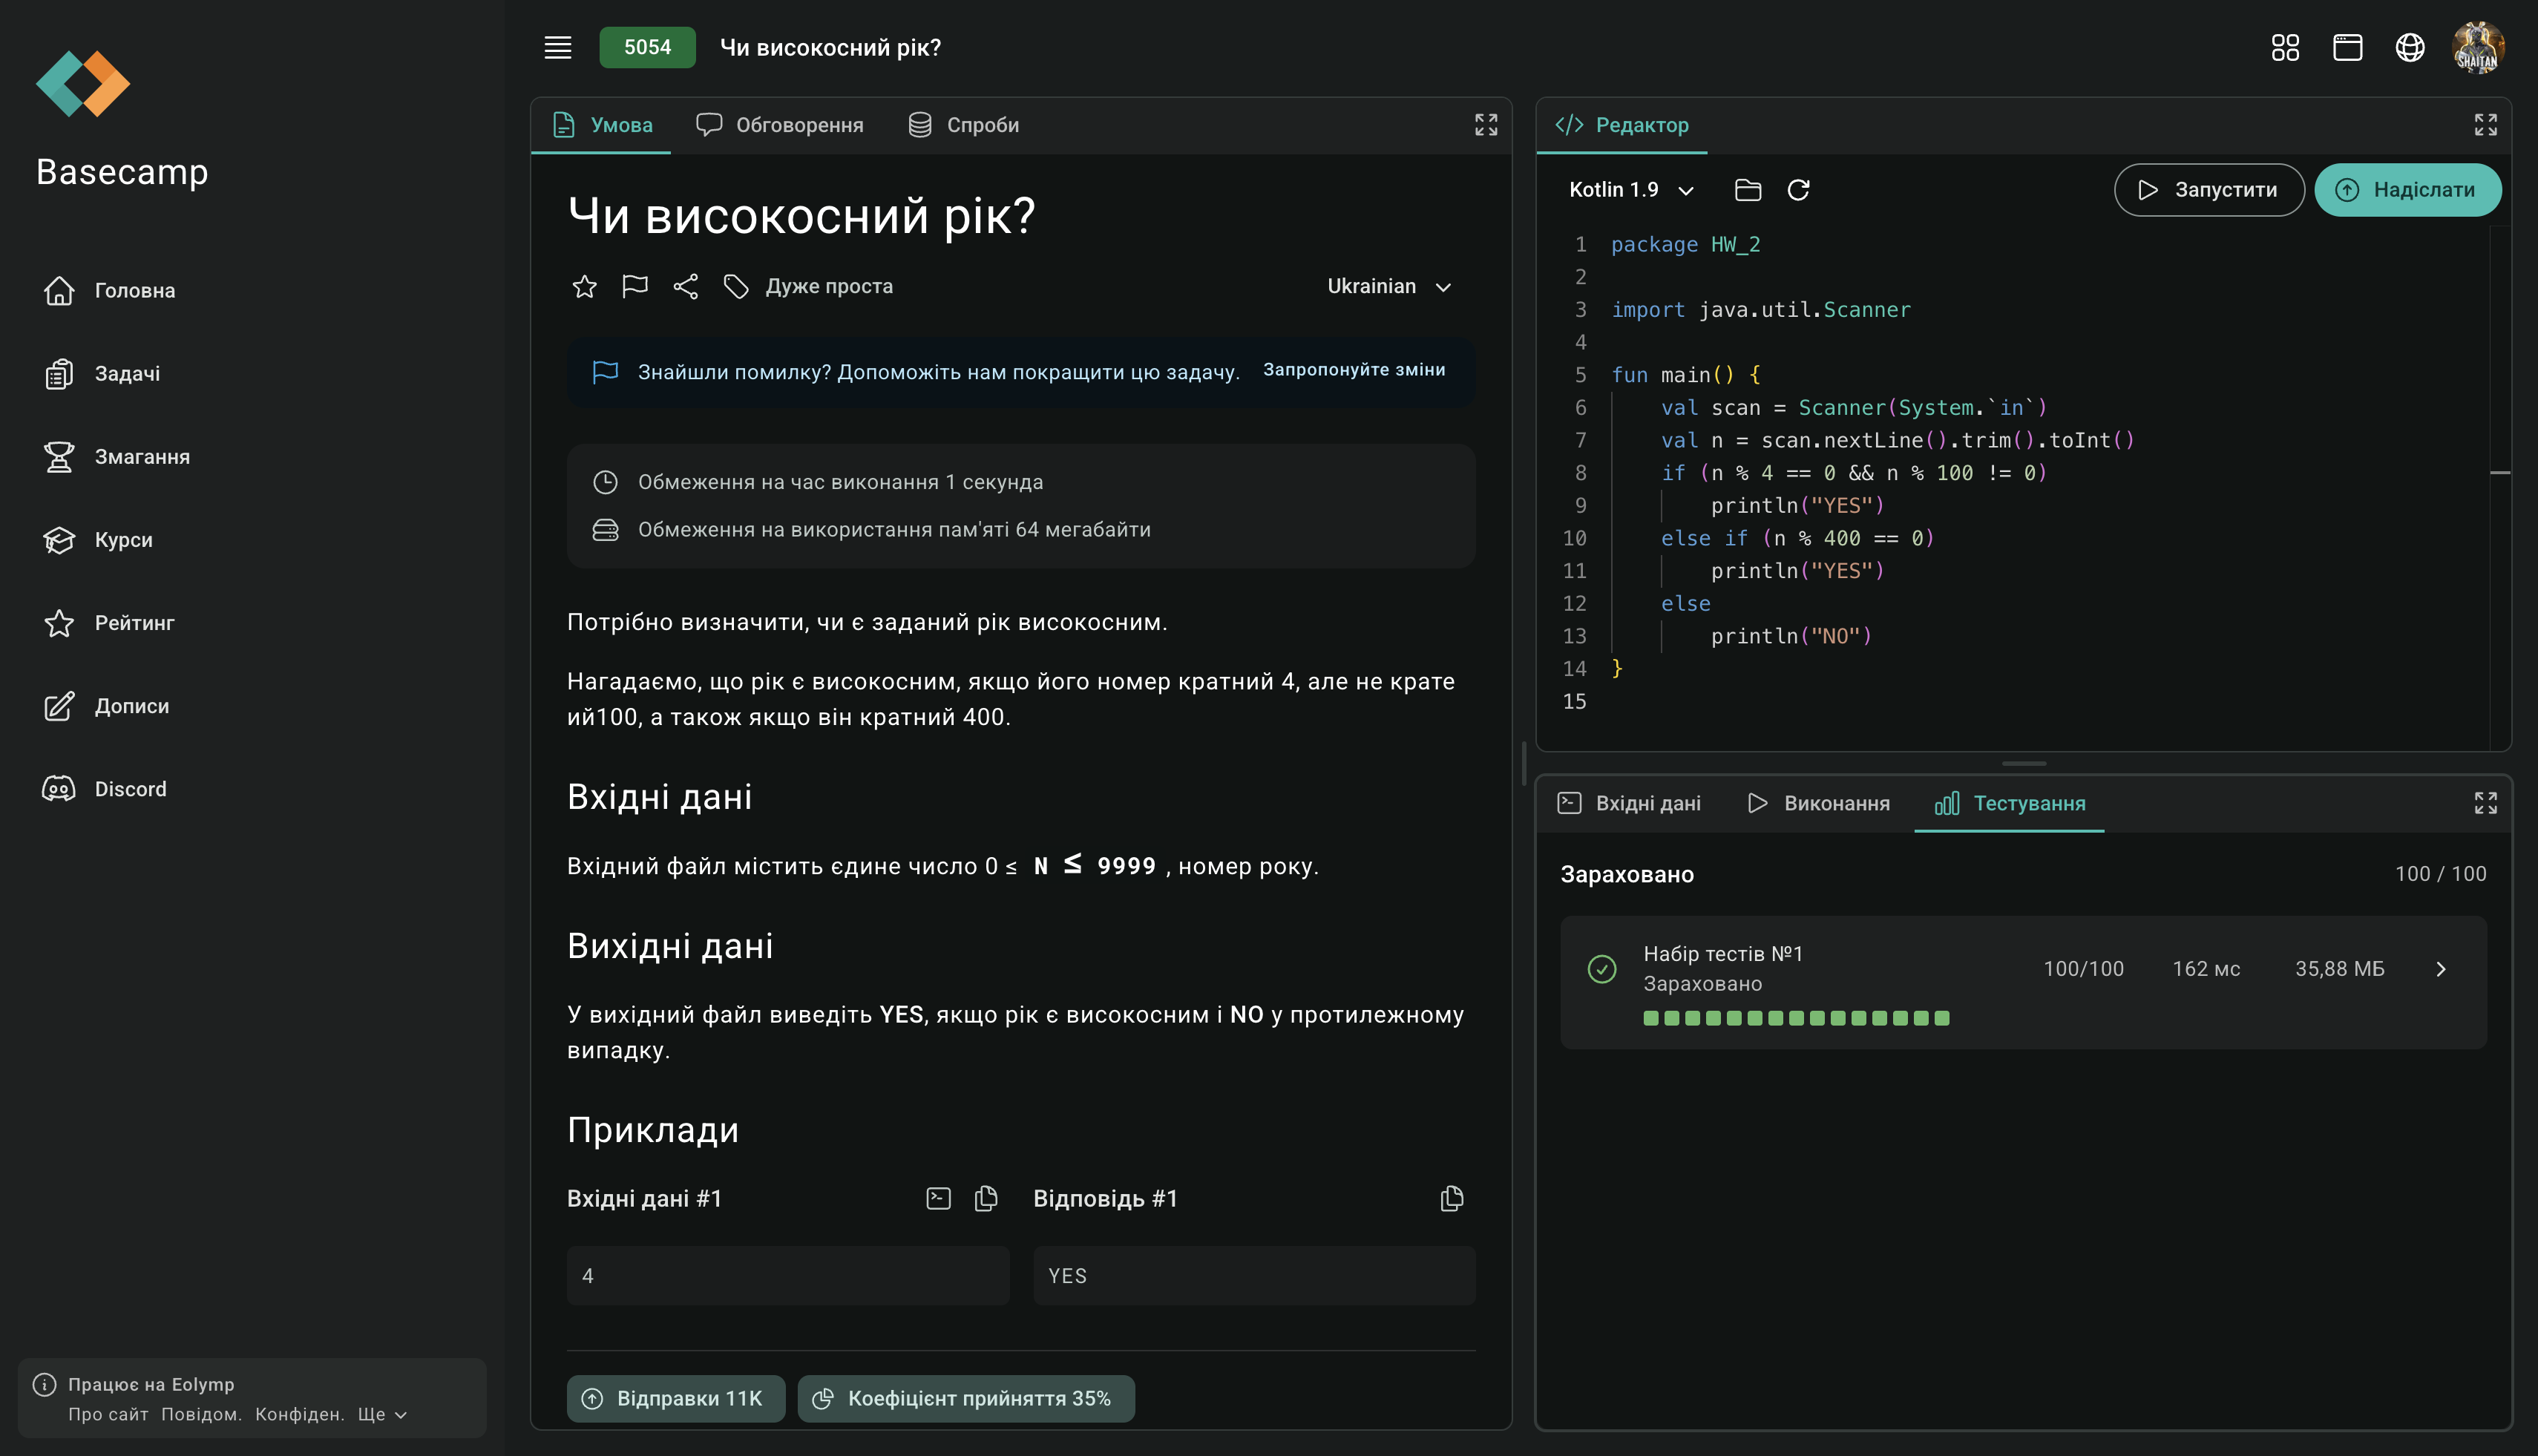 Basecamp
Головна
Задачі
Змагання
Курси
Рейтинг
Дописи
Discord
Працює на Eolymp
Про сайт Повідом. Конфіден. Ще
5054 Чи високосний рік?
SHAITAN
Умова Обговорення Спроби
Чи високосний рік?
Дуже проста Ukrainian
Знайшли помилку? Допоможіть нам покращити цю задачу. Запропонуйте зміни
Обмеження на час виконання 1 секунда
Обмеження на використання пам'яті 64 мегабайти
Потрібно визначити, чи є заданий рік високосним.
Нагадаємо, що рік є високосним, якщо його номер кратний 4, але не крате
ий100, а також якщо він кратний 400.
Вхідні дані
Вхідний файл містить єдине число 0 ≤ N ≤ 9999 , номер року.
Вихідні дані
У вихідний файл виведіть YES, якщо рік є високосним і NO у протилежному
випадку.
Приклади
Вхідні дані #1 Відповідь #1
4 YES
Відправки 11K Коефіцієнт прийняття 35%
</> Редактор
Kotlin 1.9 Запустити Надіслати
1 package HW_2
2
3 import java.util.Scanner
4
5 fun main() {
6 val scan = Scanner(System.`in`)
7 val n = scan.nextLine().trim().toInt()
8 if (n % 4 == 0 && n % 100 != 0)
9 println("YES")
10 else if (n % 400 == 0)
11 println("YES")
12 else
13 println("NO")
14 }
15
Вхідні дані Виконання Тестування
Зараховано 100 / 100
Набір тестів №1 100/100 162 мс 35,88 МБ
Зараховано